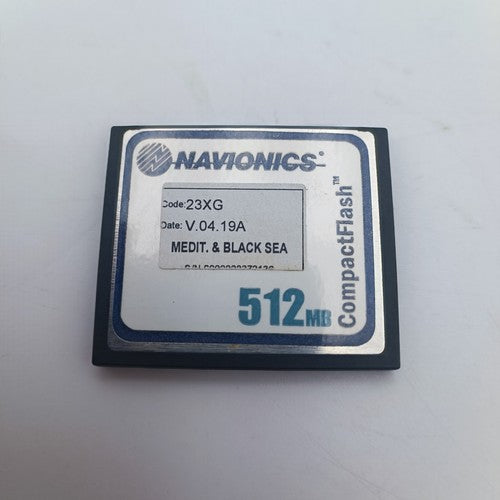 NAVIONICS®
Code: 23XG
Date: V.04.19A
MEDIT. & BLACK SEA
512MB
CompactFlash™